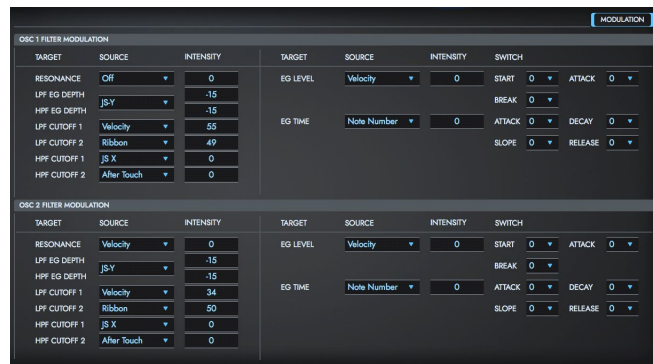 MODULATION
OSC 1 FILTER MODULATION
TARGET SOURCE INTENSITY TARGET SOURCE INTENSITY SWITCH
RESONANCE Off 0 EG LEVEL Velocity 0 START 0 ATTACK 0
LPF EG DEPTH JS-Y -15 BREAK 0
HPF EG DEPTH -15
LPF CUTOFF 1 Velocity 55 EG TIME Note Number 0 ATTACK 0 DECAY 0
LPF CUTOFF 2 Ribbon 49 SLOPE 0 RELEASE 0
HPF CUTOFF 1 JS X 0
HPF CUTOFF 2 After Touch 0
OSC 2 FILTER MODULATION
TARGET SOURCE INTENSITY TARGET SOURCE INTENSITY SWITCH
RESONANCE Velocity 0 EG LEVEL Velocity 0 START 0 ATTACK 0
LPF EG DEPTH JS-Y -15 BREAK 0
HPF EG DEPTH -15
LPF CUTOFF 1 Velocity 34 EG TIME Note Number 0 ATTACK 0 DECAY 0
LPF CUTOFF 2 Ribbon 50 SLOPE 0 RELEASE 0
HPF CUTOFF 1 JS X 0
HPF CUTOFF 2 After Touch 0